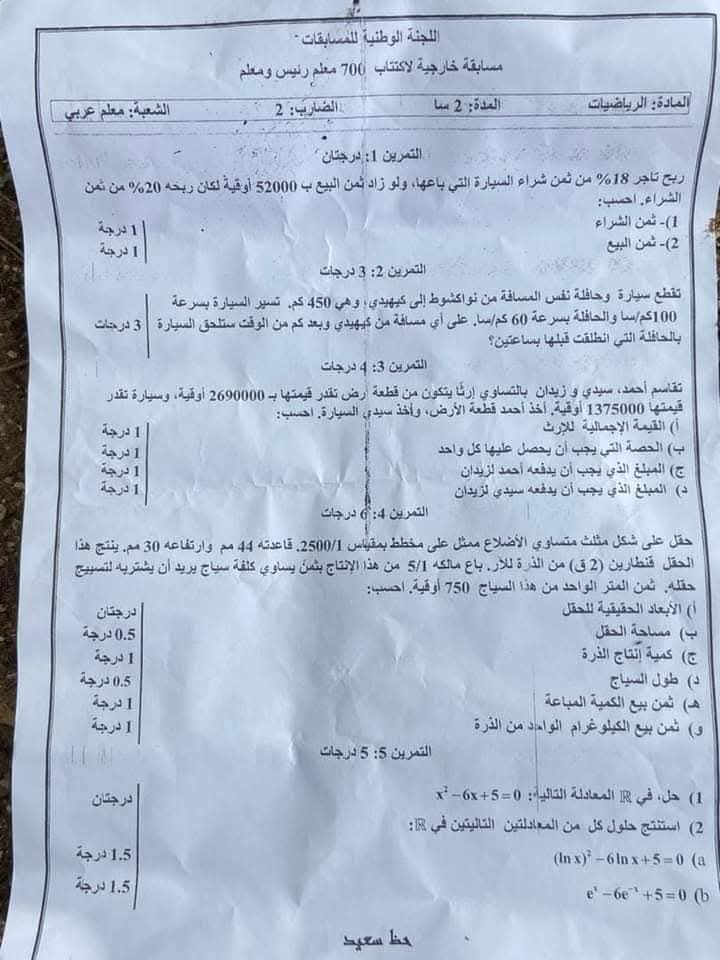 اللجنة الوطنية للمسابقات
مسابقة خارجية لاكتتاب 700 معلم رئيس ومعلم
المادة: الرياضيات المدة: 2 سا الضارب: 2 الشعبة: معلم عربي
التمرين 1: درجتان
ربح تاجر 18% من ثمن شراء السيارة التي باعها، ولو زاد ثمن البيع ب 52000 أوقية لكان ربحه 20% من ثمن
الشراء. احسب:
1)- ثمن الشراء 1 درجة
2)- ثمن البيع 1 درجة
التمرين 2: 3 درجات
تقطع سيارة وحافلة نفس المسافة من نواكشوط إلى كيهيدي، وهي 450 كم. تسير السيارة بسرعة
100كم/سا والحافلة بسرعة 60 كم/سا. على أي مسافة من كيهيدي وبعد كم من الوقت ستلحق السيارة 3 درجات
بالحافلة التي انطلقت قبلها بساعتين؟
التمرين 3: 4 درجات
تقاسم أحمد، سيدي و زيدان بالتساوي إرثا يتكون من قطعة أرض تقدر قيمتها بـ 2690000 أوقية، وسيارة تقدر
قيمتها 1375000 أوقية. أخذ أحمد قطعة الأرض، وأخذ سيدي السيارة. احسب:
أ) القيمة الإجمالية للإرث 1 درجة
ب) الحصة التي يجب أن يحصل عليها كل واحد 1 درجة
ج) المبلغ الذي يجب أن يدفعه أحمد لزيدان 1 درجة
د) المبلغ الذي يجب أن يدفعه سيدي لزيدان 1 درجة
التمرين 4: 6 درجات
حقل على شكل مثلث متساوي الأضلاع ممثل على مخطط بمقياس 2500/1. قاعدته 44 مم وارتفاعه 30 مم. ينتج هذا
الحقل قنطارين (2 ق) من الذرة للآر. باع مالكه 5/1 من هذا الإنتاج بثمن يساوي كلفة سياج يريد أن يشتريه لتسييج
حقله. ثمن المتر الواحد من هذا السياج 750 أوقية. احسب:
أ) الأبعاد الحقيقية للحقل درجتان
ب) مساحة الحقل 0.5 درجة
ج) كمية إنتاج الذرة 1 درجة
د) طول السياج 0.5 درجة
هـ) ثمن بيع الكمية المباعة 1 درجة
و) ثمن بيع الكيلوغرام الواحد من الذرة 1 درجة
التمرين 5: 5 درجات
1) حل، في ℝ المعادلة التالية: x² − 6x + 5 = 0 درجتان
2) استنتج حلول كل من المعادلتين التاليتين في ℝ:
a) (ln x)² − 6 ln x + 5 = 0 1.5 درجة
b) eˣ − 6e⁻ˣ + 5 = 0 1.5 درجة
حظ سعيد